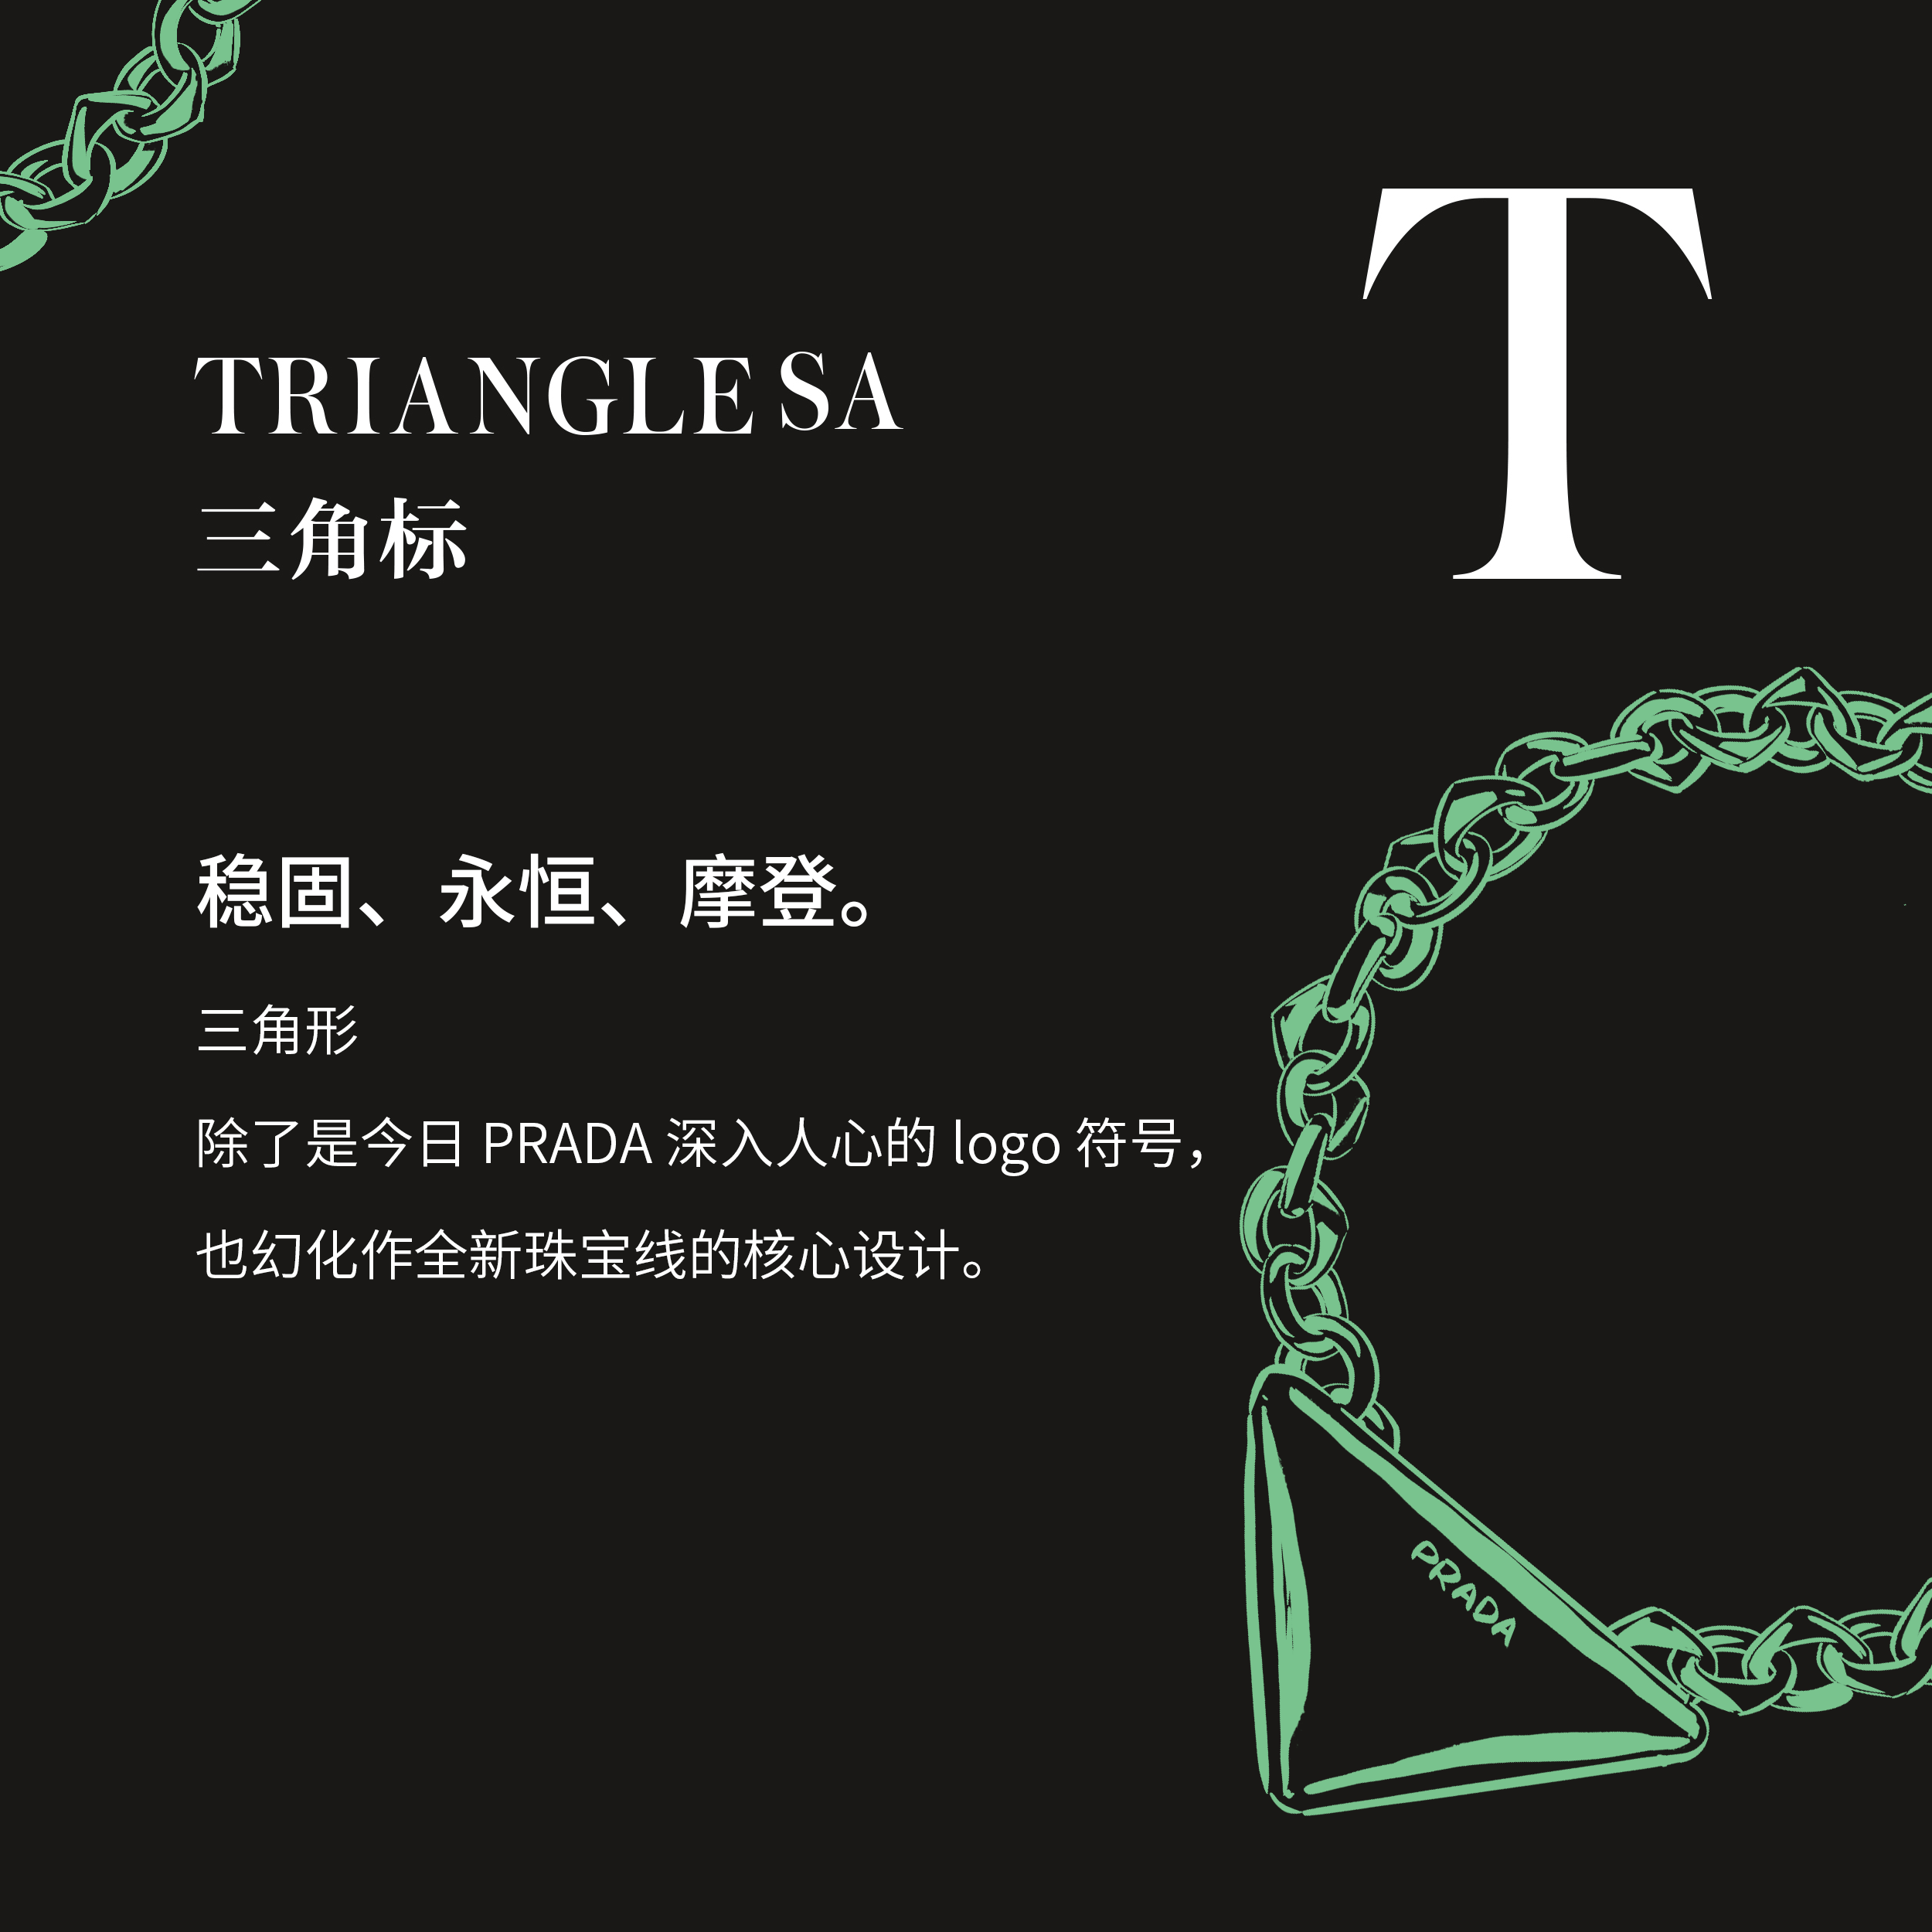 T
TRIANGLE SA
三角标
稳固、永恒、摩登。
三角形
除了是今日 PRADA 深入人心的 logo 符号，
也幻化作全新珠宝线的核心设计。
PRADA